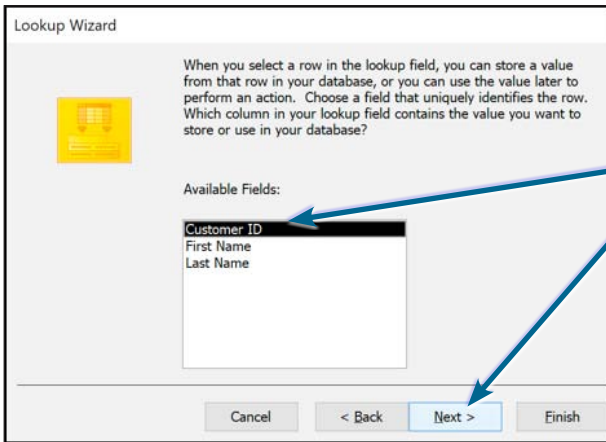 Lookup Wizard
When you select a row in the lookup field, you can store a value
from that row in your database, or you can use the value later to
perform an action. Choose a field that uniquely identifies the row.
Which column in your lookup field contains the value you want to
store or use in your database?
Available Fields:
Customer ID
First Name
Last Name
Cancel < Back Next > Finish